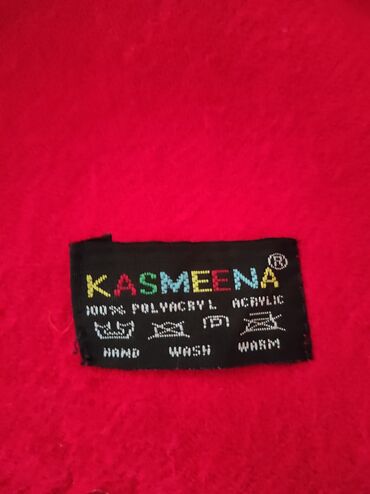 KASMEENA ®
100% POLYACRYL ACRYLIC
P
HAND WASH WARM